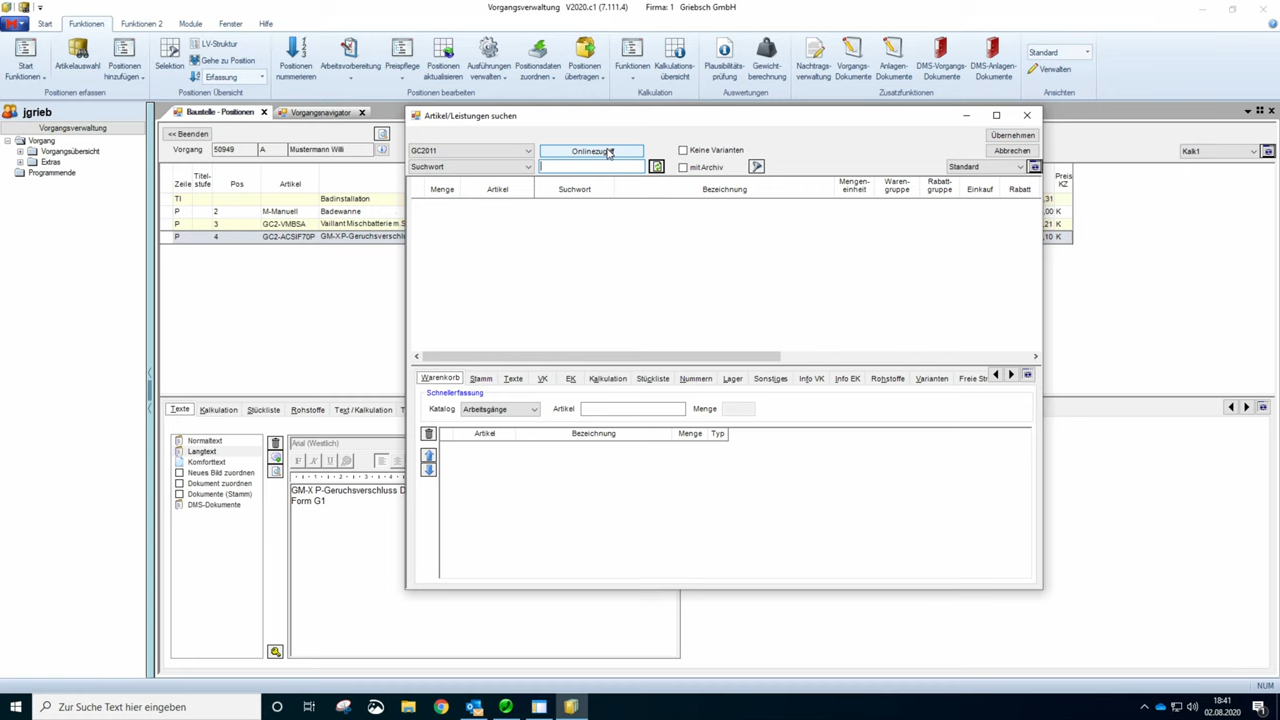 Vorgangsverwaltung V2020.c1 (7.111.4) Firma: 1 Griebsch GmbH
Start Funktionen Funktionen 2 Module Fenster Hilfe
Start Funktionen
Artikelauswahl
Positionen hinzufügen
Selektion
LV-Struktur
Gehe zu Position
Erfassung
Positionen nummerieren
Arbeitsvorbereitung
Preispflege
Positionen aktualisieren
Ausführungen verwalten
Positionsdaten zuordnen
Positionen übertragen
Funktionen
Kalkulations-übersicht
Plausibilitäts-prüfung
Gewicht-berechnung
Nachtrags-verwaltung
Vorgangs-Dokumente
Anlagen-Dokumente
DMS-Vorgangs-Dokumente
DMS-Anlagen-Dokumente
Standard
Verwalten
Positionen erfassen Positionen Übersicht Positionen bearbeiten Kalkulation Auswertungen Zusatzfunktionen Ansichten
jgrieb
Vorgangsverwaltung
Vorgang
Vorgangsübersicht
Extras
Programmende
Baustelle - Positionen Vorgangsnavigator
<< Beenden
Vorgang 50949 A Mustermann Willi
Kalk1
Zeile Titel-stufe Pos Artikel
Preis KZ
TI Badinstallation ,31
P 2 M-Manuell Badewanne ,00 K
P 3 GC2-VMBSA Vaillant Mischbatterie m.S ,21 K
P 4 GC2-ACSIF70P GM-X P-Geruchsverschlu ,10 K
Artikel/Leistungen suchen
Übernehmen
GC2011 Keine Varianten Abbrechen
Suchwort mit Archiv Standard
Menge Artikel Suchwort Bezeichnung Mengen-einheit Waren-gruppe Rabatt-gruppe Einkauf Rabatt
Warenkorb Stamm Texte VK EK Kalkulation Stückliste Nummern Lager Sonstiges Info VK Info EK Rohstoffe Varianten Freie Str
Schnellerfassung
Katalog Arbeitsgänge Artikel Menge
Artikel Bezeichnung Menge Typ
Texte Kalkulation Stückliste Rohstoffe Text / Kalkulation T
Normaltext
Langtext
Komforttext
Neues Bild zuordnen
Dokument zuordnen
Dokumente (Stamm)
DMS-Dokumente
Arial (Westlich)
F K U
GM-X P-Geruchsverschluss D
Form G1
NUM
Zur Suche Text hier eingeben
18:41
02.08.2020